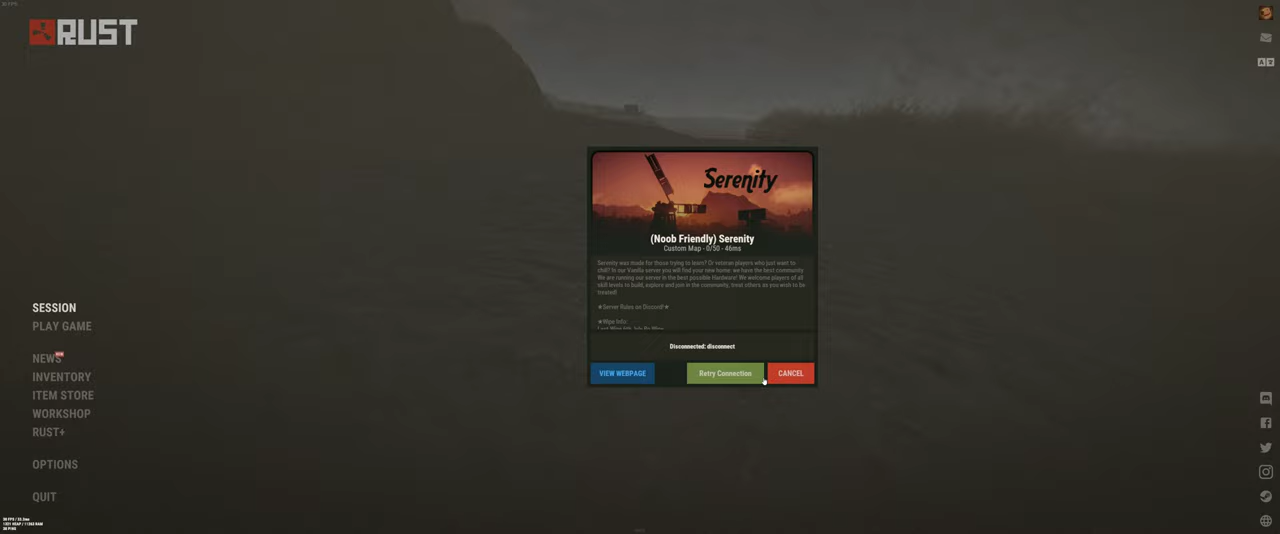 30 FPS
RUST
A
Serenity
(Noob Friendly) Serenity
Custom Map - 0/50 - 46ms
Serenity was made for those trying to learn? Or veteran players who just want to
chill? In our Vanilla server you will find your new home. we have the best community
We are running our server in the best possible Hardware! We welcome players of all
skill levels to build, explore and join in the community, treat others as you wish to be
treated!
★Server Rules on Discord!★
★Wipe Info:
SESSION
PLAY GAME
NEWS
INVENTORY
ITEM STORE
WORKSHOP
RUST+
OPTIONS
QUIT
Disconnected: disconnect
VIEW WEBPAGE
Retry Connection
CANCEL